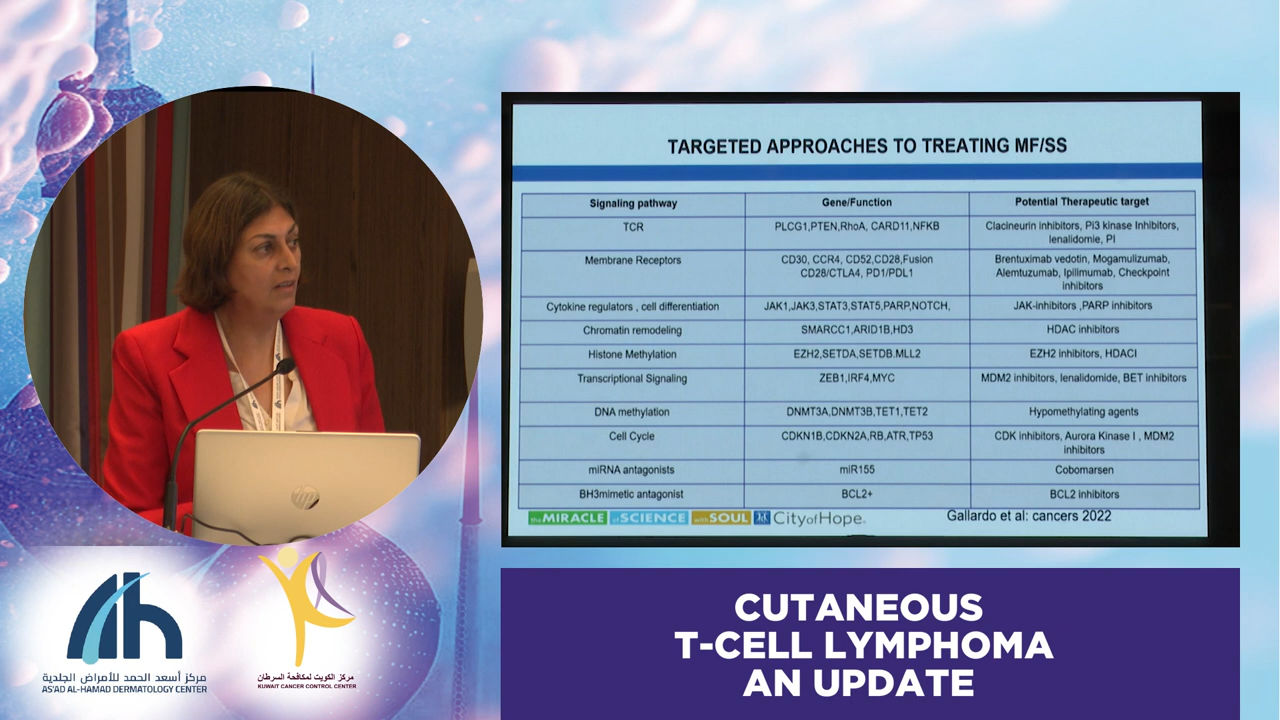 TARGETED APPROACHES TO TREATING MF/SS
Signaling pathway Gene/Function Potential Therapeutic target
TCR PLCG1,PTEN,RhoA, CARD11,NFKB Clacineurin inhibitors, Pi3 kinase Inhibitors,
lenalidomie, PI
Membrane Receptors CD30, CCR4, CD52,CD28,Fusion Brentuximab vedotin, Mogamulizumab,
CD28/CTLA4, PD1/PDL1 Alemtuzumab, Ipilimumab, Checkpoint
inhibitors
Cytokine regulators , cell differentiation JAK1,JAK3,STAT3,STAT5,PARP,NOTCH, JAK-inhibitors ,PARP inhibitors
Chromatin remodeling SMARCC1,ARID1B,HD3 HDAC inhibitors
Histone Methylation EZH2,SETDA,SETDB.MLL2 EZH2 inhibitors, HDACI
Transcriptional Signaling ZEB1,IRF4,MYC MDM2 inhibitors, lenalidomide, BET inhibitors
DNA methylation DNMT3A,DNMT3B,TET1,TET2 Hypomethylating agents
Cell Cycle CDKN1B,CDKN2A,RB,ATR,TP53 CDK inhibitors, Aurora Kinase I , MDM2
inhibitors
miRNA antagonists miR155 Cobomarsen
BH3mimetic antagonist BCL2+ BCL2 inhibitors
the MIRACLE of SCIENCE with SOUL City of Hope Gallardo et al: cancers 2022
hp
مركز أسعد الحمد للأمراض الجلدية
AS'AD AL-HAMAD DERMATOLOGY CENTER
مركز الكويت لمكافحة السرطان
KUWAIT CANCER CONTROL CENTER
CUTANEOUS
T-CELL LYMPHOMA
AN UPDATE